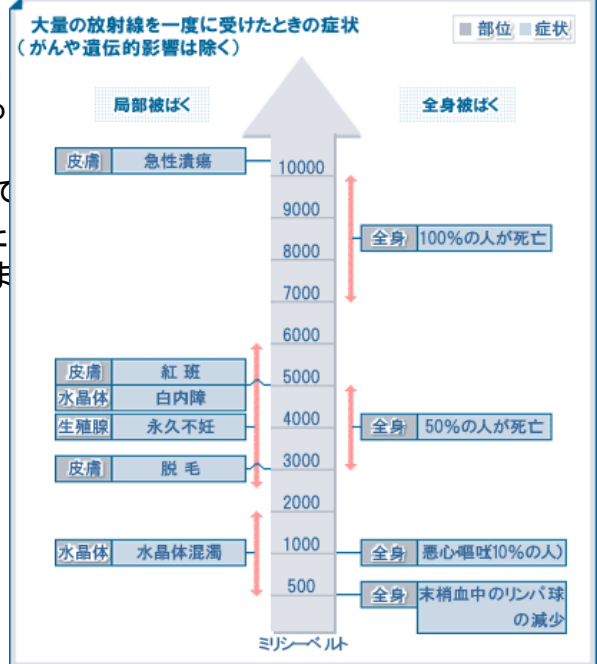 大量の放射線を一度に受けたときの症状
(がんや遺伝的影響は除く)
部位 症状
局部被ばく
全身被ばく
皮膚 急性潰瘍
皮膚 紅班
水晶体 白内障
生殖腺 永久不妊
皮膚 脱毛
水晶体 水晶体混濁
10000
9000
8000
7000
6000
5000
4000
3000
2000
1000
500
ミリシーベルト
全身 100%の人が死亡
全身 50%の人が死亡
全身 悪心・嘔吐10%の人)
全身 末梢血中のリンパ球
の減少